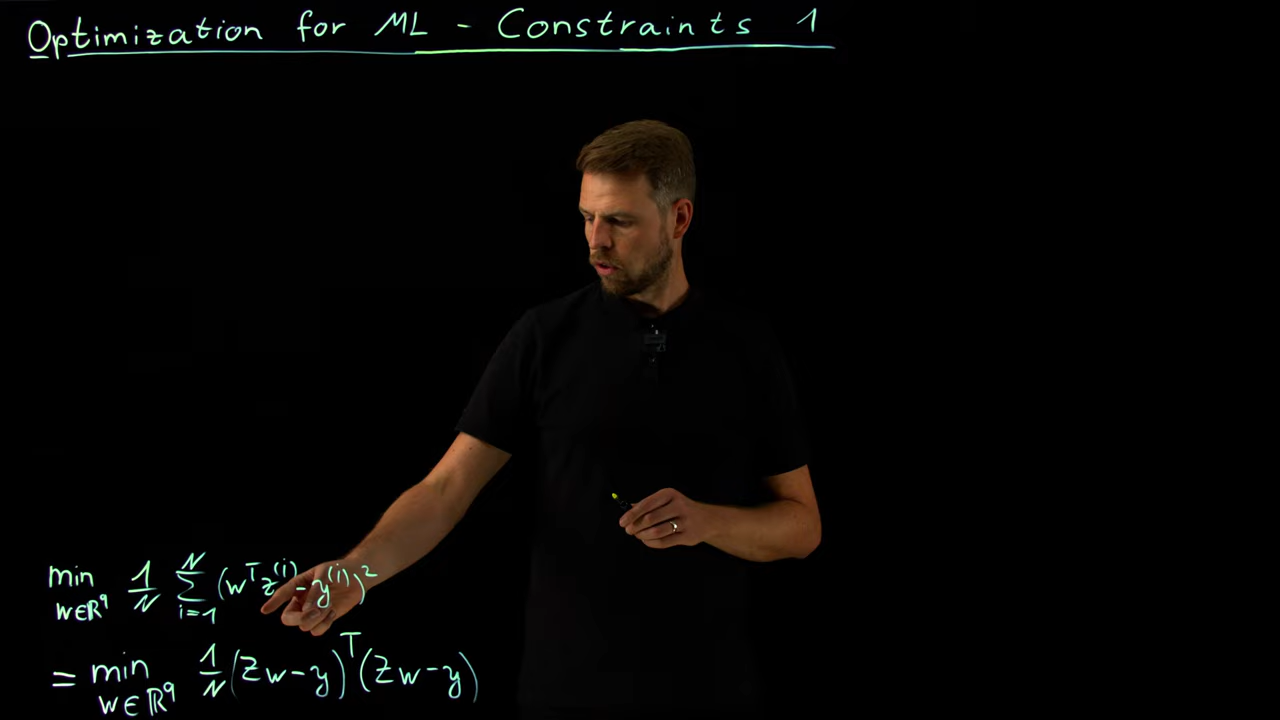 Optimization for ML - Constraints 1
min w∈ℝ^q 1/N Σ_{i=1}^{N} (w^T z^(i) - y^(i))^2
= min w∈ℝ^q 1/N (Zw-y)^T (Zw-y)